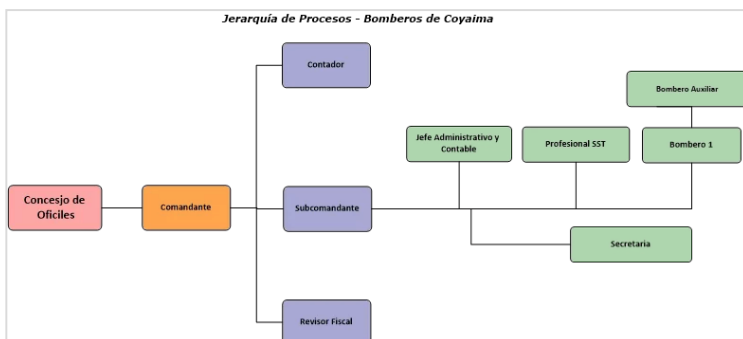 Jerarquía de Procesos - Bomberos de Coyaima
Contador
Bombero Auxiliar
Jefe Administrativo y
Contable
Profesional SST
Bombero 1
Concesjo de
Oficiles
Comandante
Subcomandante
Secretaria
Revisor Fiscal